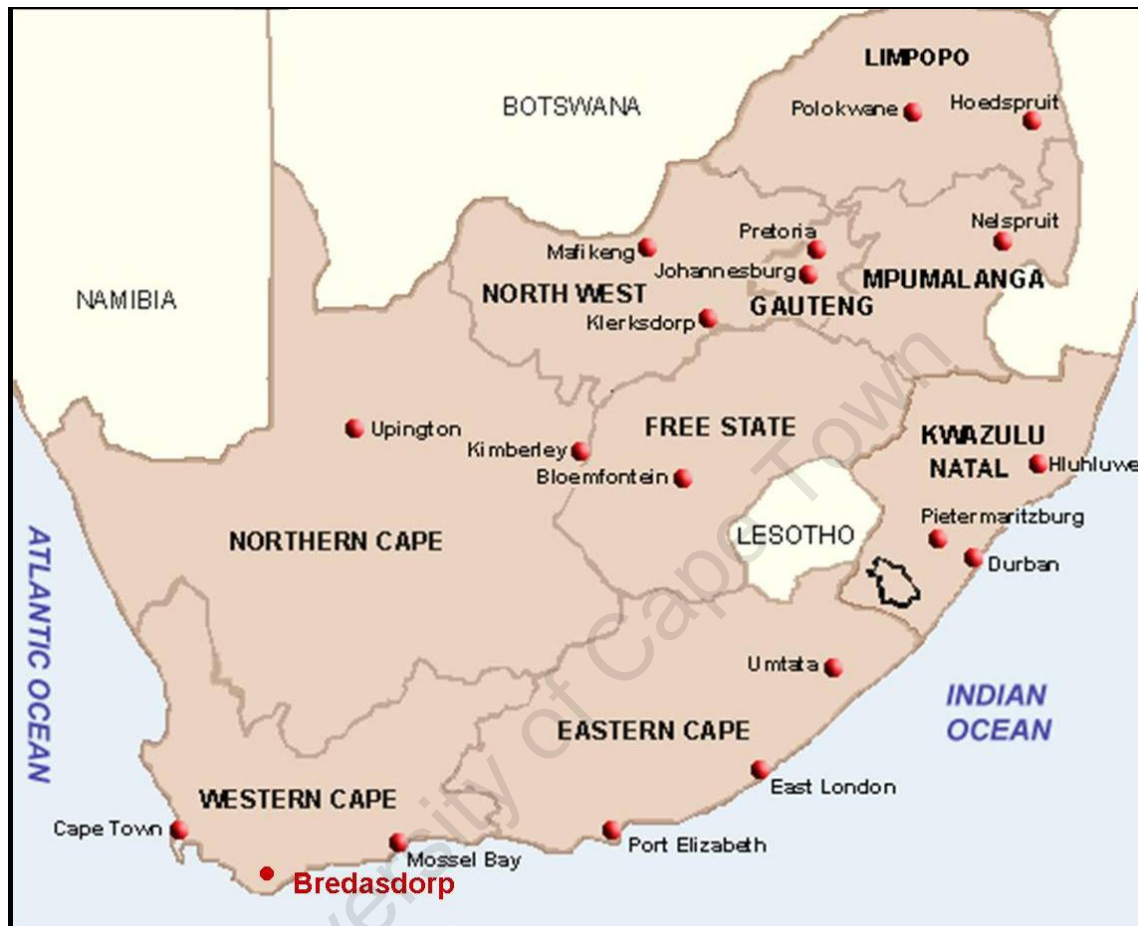 LIMPOPO
BOTSWANA
Polokwane
Hoedspruit
Nelspruit
Pretoria
Mafikeng
Johannesburg
MPUMALANGA
NAMIBIA
NORTH WEST
GAUTENG
Klerksdorp
Upington
FREE STATE
KWAZULU
NATAL
Kimberley
Hluhluwe
Bloemfontein
Pietermaritzburg
LESOTHO
NORTHERN CAPE
Durban
ATLANTIC OCEAN
Umtata
INDIAN
OCEAN
EASTERN CAPE
East London
WESTERN CAPE
Cape Town
Port Elizabeth
Mossel Bay
Bredasdorp
versity of Cape Town